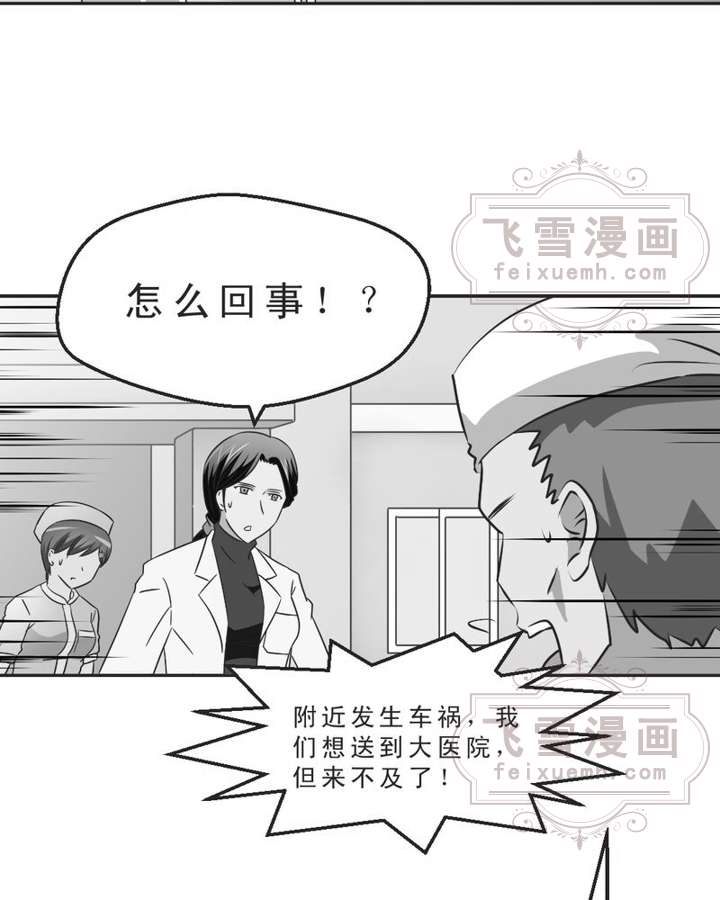 飞雪漫画
feixuemh.com
怎么回事！？
附近发生车祸，我
们想送到大医院，
但来不及了！
飞雪漫画
feixuemh.com